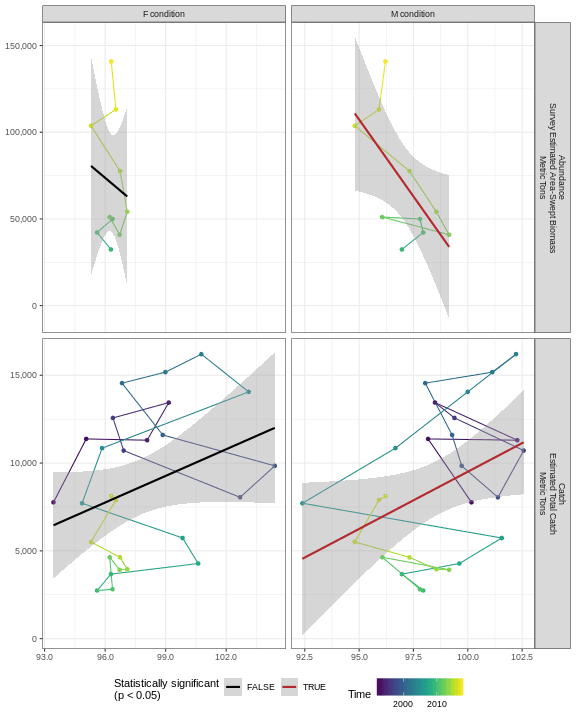 F condition
M condition
150,000
100,000
50,000
0
Abundance
Survey Estimated Area-Swept Biomass
Metric Tons
15,000
10,000
5,000
0
Catch
Estimated Total Catch
Metric Tons
93.0 96.0 99.0 102.0
92.5 95.0 97.5 100.0 102.5
Statistically significant
(p < 0.05)
FALSE
TRUE
Time
2000 2010